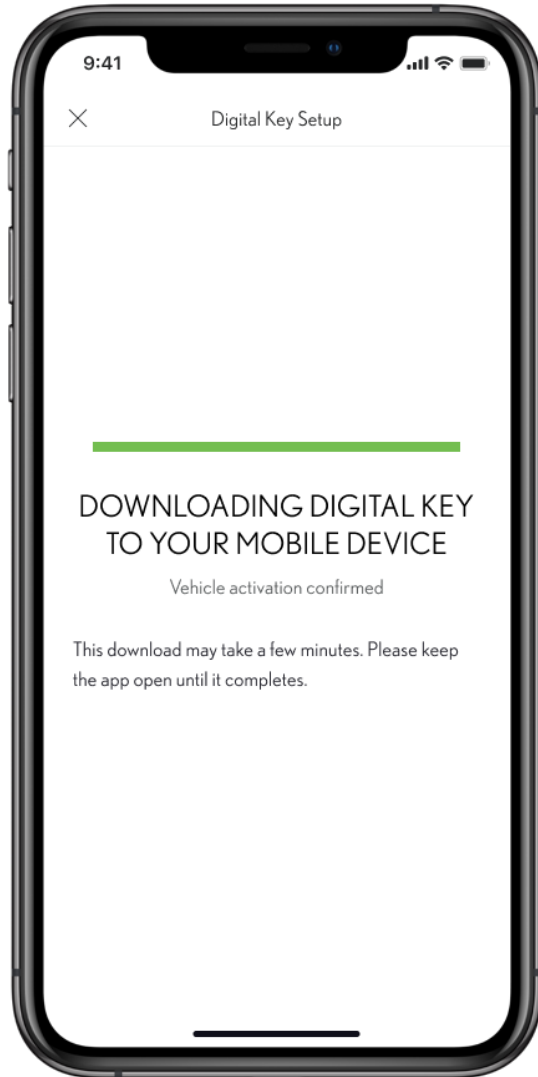 9:41
Digital Key Setup
DOWNLOADING DIGITAL KEY
TO YOUR MOBILE DEVICE
Vehicle activation confirmed
This download may take a few minutes. Please keep
the app open until it completes.